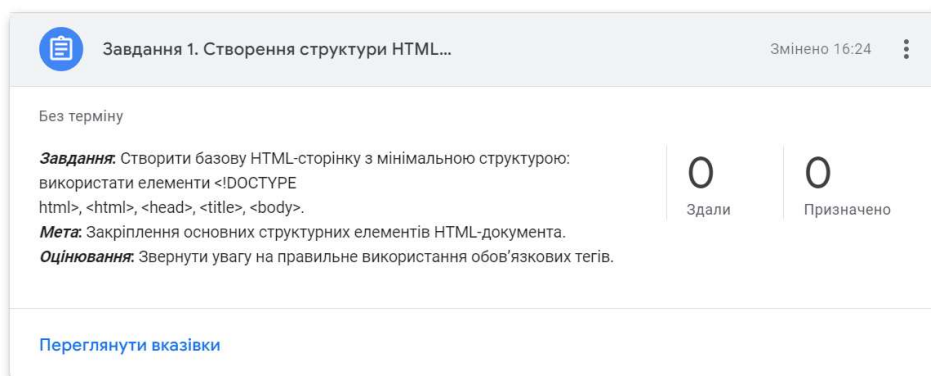 Завдання 1. Створення структури HTML...
Змінено 16:24
Без терміну
Завдання: Створити базову HTML-сторінку з мінімальною структурою:
використати елементи <!DOCTYPE
html>, <html>, <head>, <title>, <body>.
Мета: Закріплення основних структурних елементів HTML-документа.
Оцінювання: Звернути увагу на правильне використання обов’язкових тегів.
0
Здали
0
Призначено
Переглянути вказівки